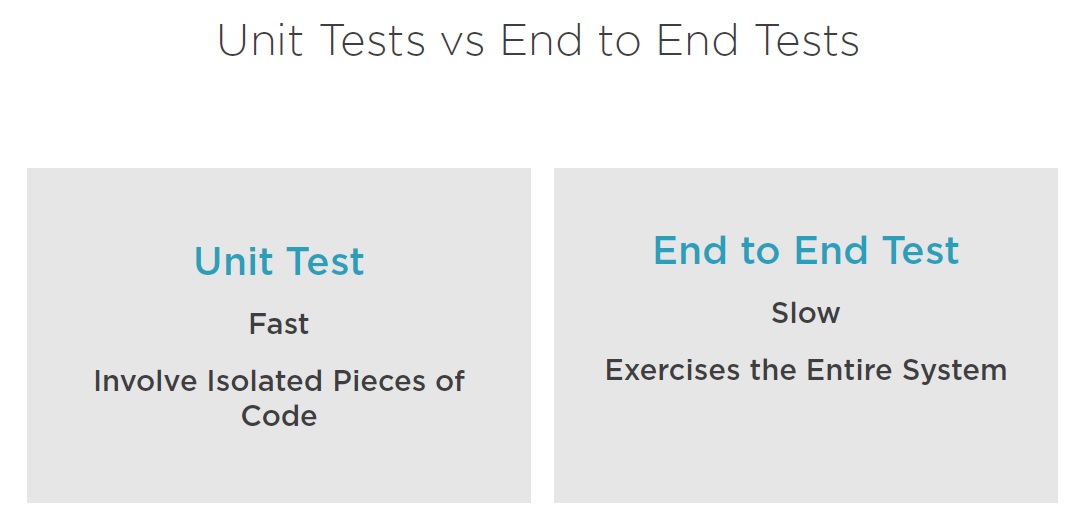 Unit Tests vs End to End Tests
Unit Test
Fast
Involve Isolated Pieces of
Code
End to End Test
Slow
Exercises the Entire System